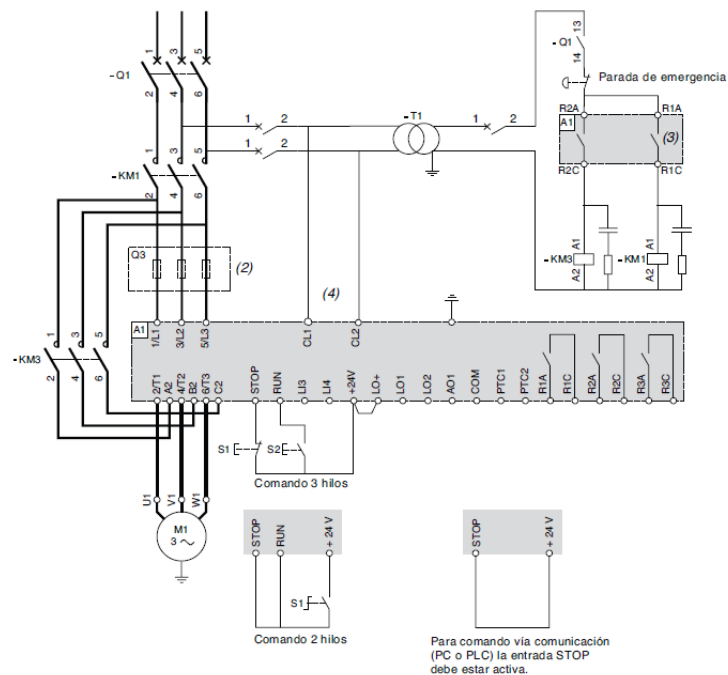 1 3 5
- Q1
2 4 6
13
- Q1
14
Parada de emergencia
1 2
- T1
1 2
1 2
R2A R1A
A1
(3)
R2C R1C
1 3 5
- KM1
2 4 6
Q3
(2)
(4)
A1 A1
- KM3 - KM1
A2 A2
A1
1/L1 3/L2 5/L3 CL1 CL2
1 3 5
- KM3
2 4 6
2/T1 A2 4/T2 B2 6/T3 C2 STOP RUN LI3 LI4 +24V LO+ LO1 LO2 AO1 COM PTC1 PTC2 R1A R1C R2A R2C R3A R3C
S1 S2
Comando 3 hilos
U1 V1 W1
M1
3 ~
STOP RUN + 24 V
S1
Comando 2 hilos
STOP + 24 V
Para comando vía comunicación
(PC o PLC) la entrada STOP
debe estar activa.